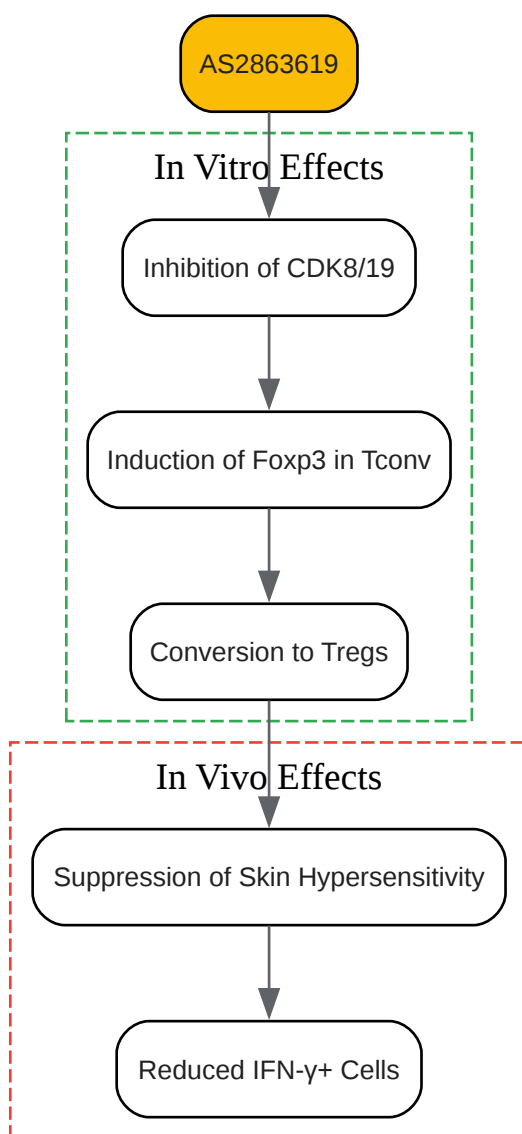 AS2863619
In Vitro Effects
Inhibition of CDK8/19
Induction of Foxp3 in Tconv
Conversion to Tregs
In Vivo Effects
Suppression of Skin Hypersensitivity
Reduced IFN-γ+ Cells